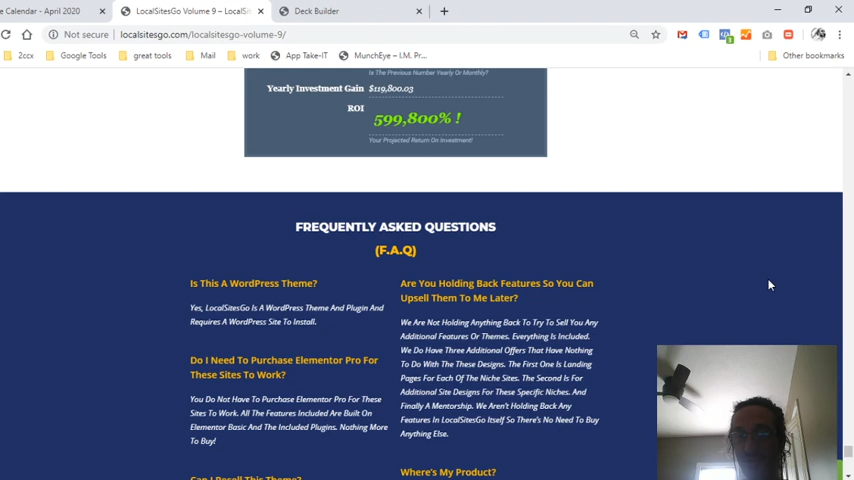 e Calendar - April 2020
LocalSitesGo Volume 9 – LocalSit
Deck Builder
Not secure
localsitesgo.com/localsitesgo-volume-9/
2ccx
Google Tools
great tools
Mail
work
App Take-IT
MunchEye – I.M. Pr...
Other bookmarks
Is The Previous Number Yearly Or Monthly?
Yearly Investment Gain
$119,800.03
ROI
599,800% !
Your Projected Return On Investment!
FREQUENTLY ASKED QUESTIONS
(F.A.Q)
Is This A WordPress Theme?
Yes, LocalSitesGo Is A WordPress Theme And Plugin And
Requires A WordPress Site To Install.
Do I Need To Purchase Elementor Pro For
These Sites To Work?
You Do Not Have To Purchase Elementor Pro For These
Sites To Work. All The Features Included Are Built On
Elementor Basic And The Included Plugins. Nothing More
To Buy!
Can I Resell This Theme?
Are You Holding Back Features So You Can
Upsell Them To Me Later?
We Are Not Holding Anything Back To Try To Sell You Any
Additional Features Or Themes. Everything Is Included.
We Do Have Three Additional Offers That Have Nothing
To Do With The These Designs. The First One Is Landing
Pages For Each Of The Niche Sites. The Second Is For
Additional Site Designs For These Specific Niches. And
Finally A Mentorship. We Aren't Holding Back Any
Features In LocalSitesGo Itself So There's No Need To Buy
Anything Else.
Where's My Product?